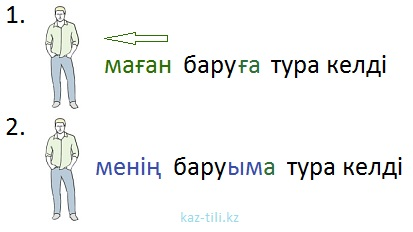 1.
маған баруға тура келді
2.
менің баруыма тура келді
kaz-tili.kz